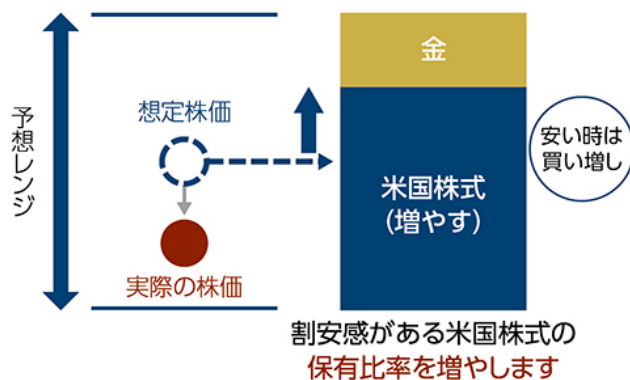 金
予想レンジ
想定株価
安い時は
買い増し
米国株式
(増やす)
実際の株価
割安感がある米国株式の
保有比率を増やします